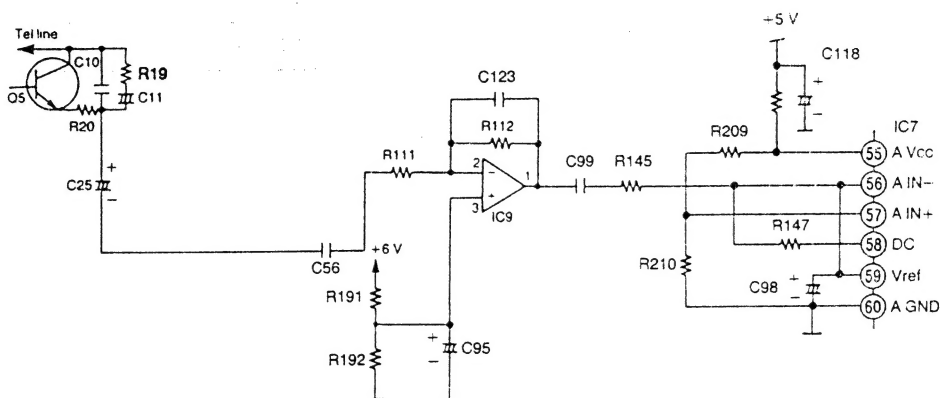 +5 V
Tel line
C10
R19
C11
Q5
R20
C118
C123
R112
R111
2
−
3
+
1
IC9
C99
R145
R209
IC7
55 A Vcc
56 A IN−
57 A IN+
58 DC
59 Vref
60 A GND
R147
R210
C98
+
−
+
−
+
C25
−
C56
+6 V
R191
R192
+
−
C95